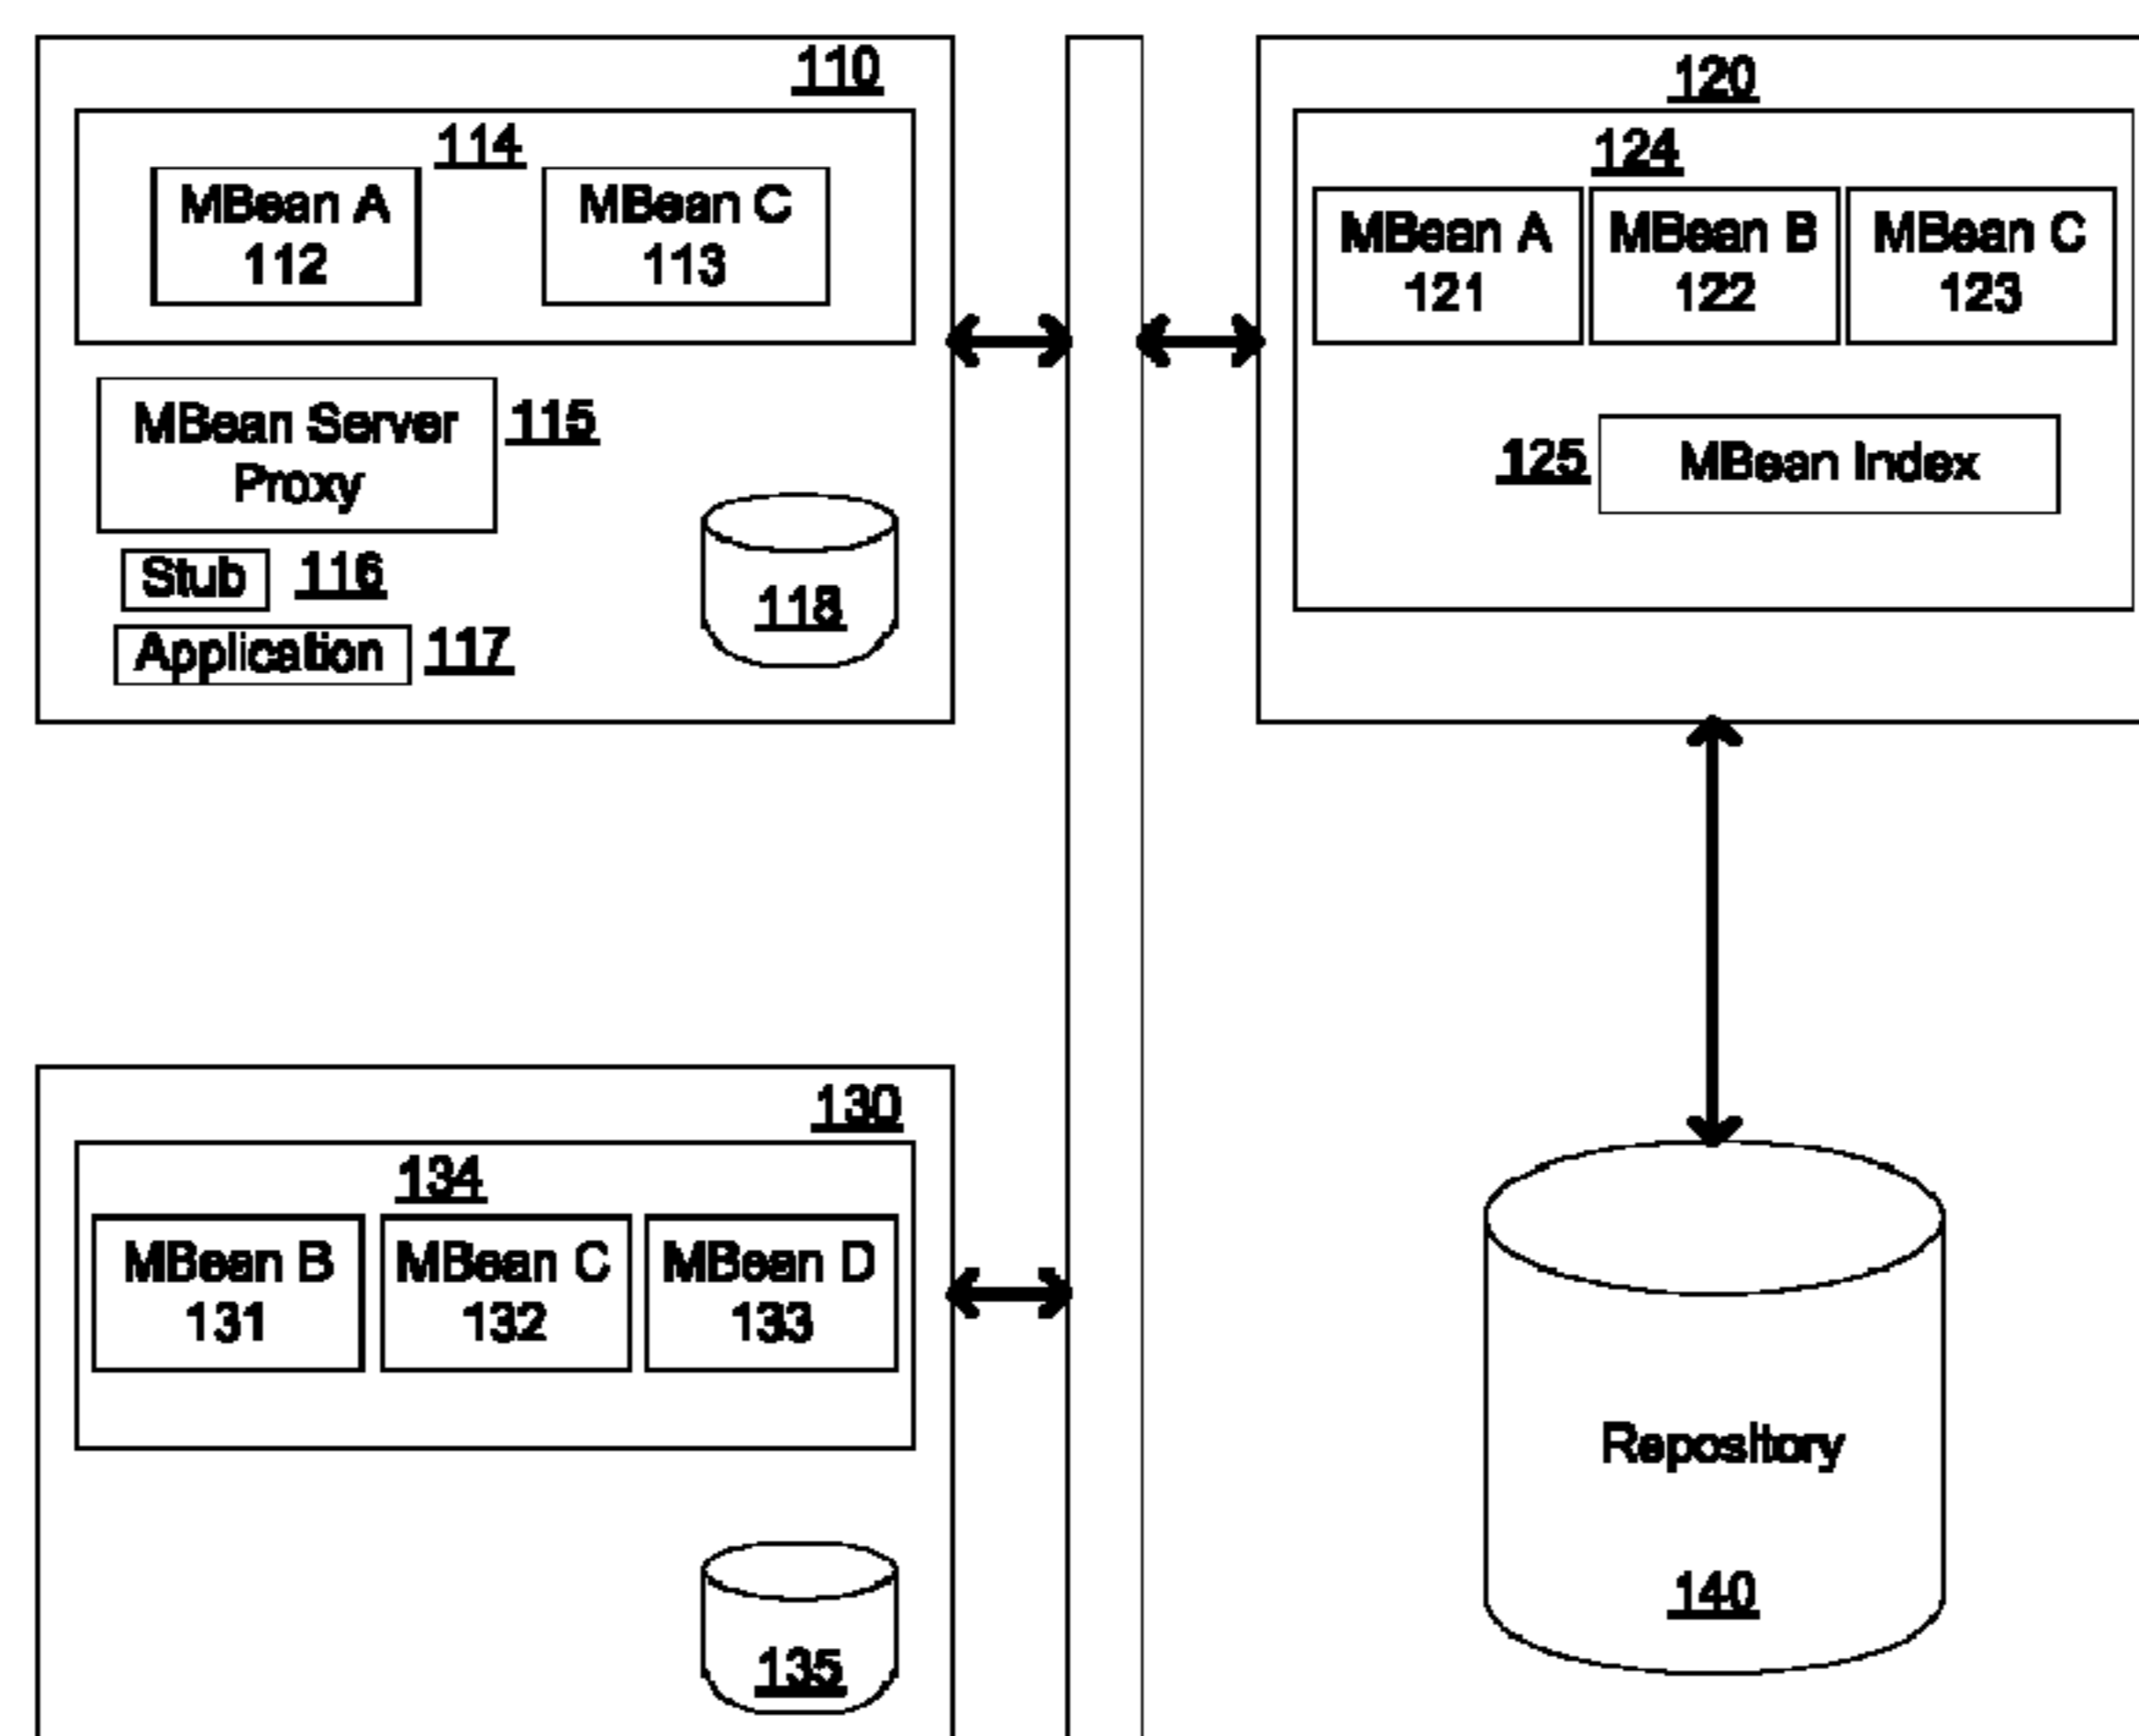 110
114
MBean A
112
MBean C
113
MBean Server
Proxy
115
Stub
116
Application
117
118
120
124
MBean A
121
MBean B
122
MBean C
123
125
MBean Index
130
134
MBean B
131
MBean C
132
MBean D
133
135
Repository
140